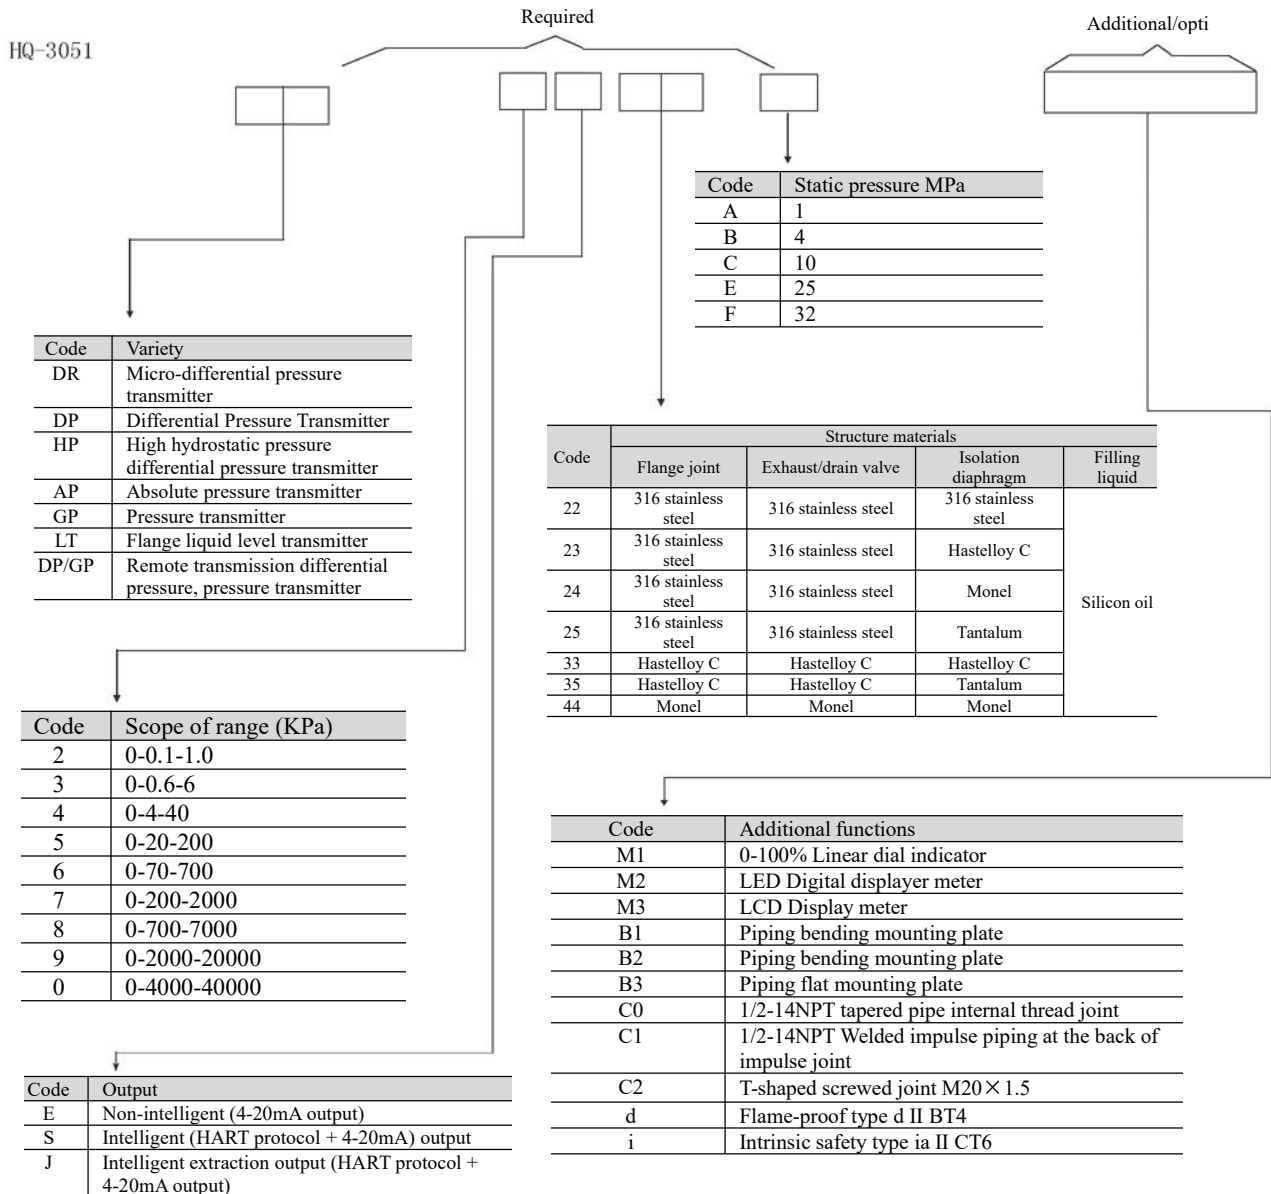 Required
Additional/opti
HQ-3051
Code Static pressure MPa
A 1
B 4
C 10
E 25
F 32
Code Variety
DR Micro-differential pressure
transmitter
DP Differential Pressure Transmitter
HP High hydrostatic pressure
differential pressure transmitter
AP Absolute pressure transmitter
GP Pressure transmitter
LT Flange liquid level transmitter
DP/GP Remote transmission differential
pressure, pressure transmitter
Code Structure materials
Flange joint Exhaust/drain valve Isolation
diaphragm Filling
liquid
22 316 stainless
steel 316 stainless steel 316 stainless
steel
23 316 stainless
steel 316 stainless steel Hastelloy C
24 316 stainless
steel 316 stainless steel Monel
Silicon oil
25 316 stainless
steel 316 stainless steel Tantalum
33 Hastelloy C Hastelloy C Hastelloy C
35 Hastelloy C Hastelloy C Tantalum
44 Monel Monel Monel
Code Scope of range (KPa)
2 0-0.1-1.0
3 0-0.6-6
4 0-4-40
5 0-20-200
6 0-70-700
7 0-200-2000
8 0-700-7000
9 0-2000-20000
0 0-4000-40000
Code Additional functions
M1 0-100% Linear dial indicator
M2 LED Digital displayer meter
M3 LCD Display meter
B1 Piping bending mounting plate
B2 Piping bending mounting plate
B3 Piping flat mounting plate
C0 1/2-14NPT tapered pipe internal thread joint
C1 1/2-14NPT Welded impulse piping at the back of
impulse joint
C2 T-shaped screwed joint M20×1.5
d Flame-proof type d II BT4
i Intrinsic safety type ia II CT6
Code Output
E Non-intelligent (4-20mA output)
S Intelligent (HART protocol + 4-20mA) output
J Intelligent extraction output (HART protocol +
4-20mA output)